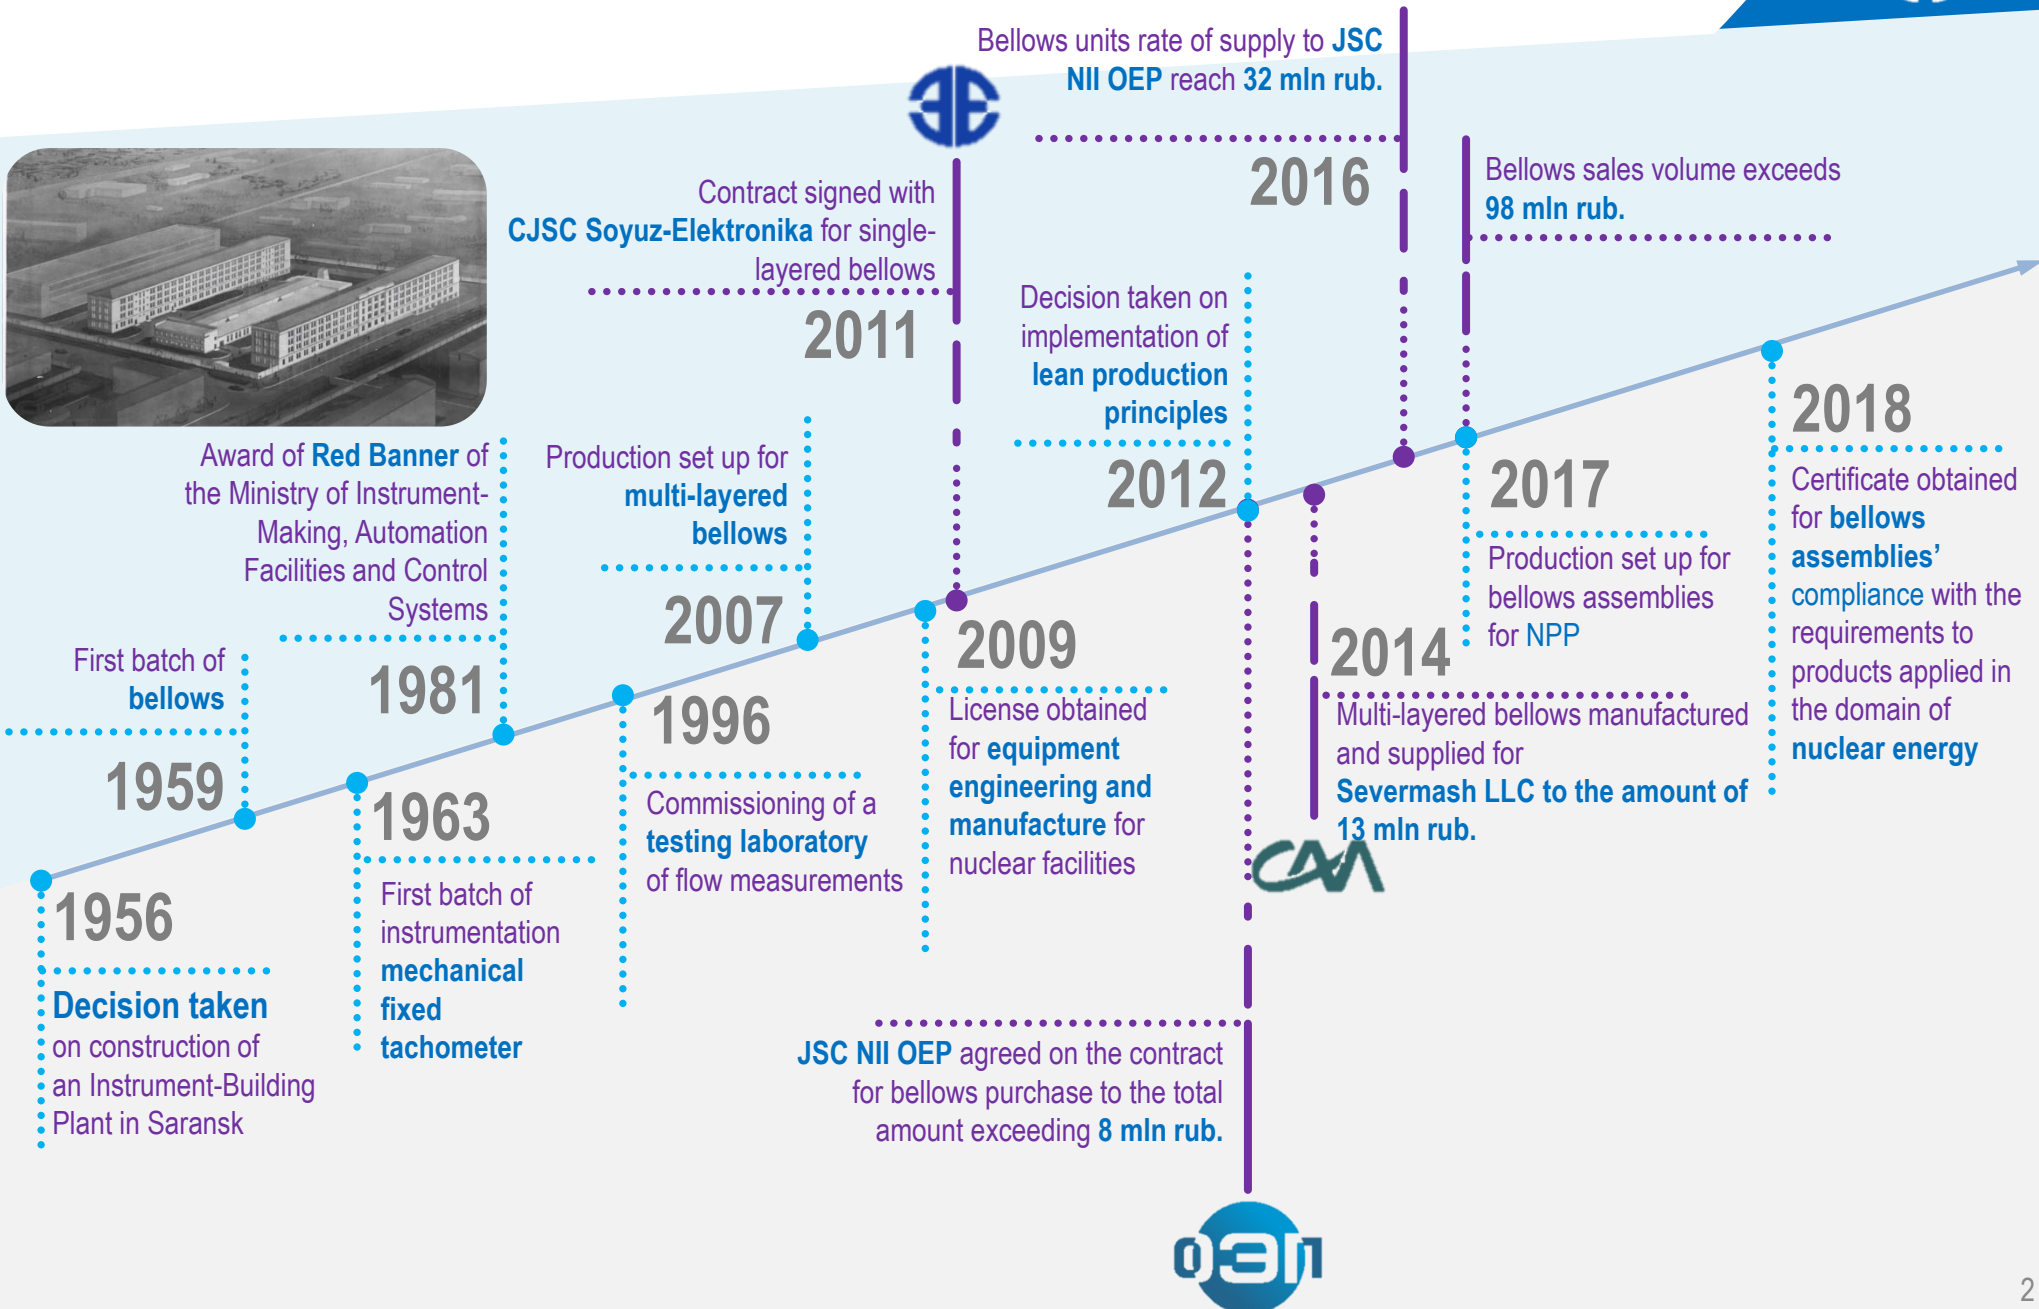 Bellows units rate of supply to JSC
NII OEP reach 32 mln rub.
2016
Bellows sales volume exceeds
98 mln rub.
Contract signed with
CJSC Soyuz-Elektronika for single-
layered bellows
2011
Decision taken on
implementation of
lean production
principles
2012
2018
Certificate obtained
for bellows
assemblies’
compliance with the
requirements to
products applied in
the domain of
nuclear energy
Award of Red Banner of
the Ministry of Instrument-
Making, Automation
Facilities and Control
Systems
1981
Production set up for
multi-layered
bellows
2007
2017
Production set up for
bellows assemblies
for NPP
First batch of
bellows
1959
2009
License obtained
for equipment
engineering and
manufacture for
nuclear facilities
2014
Multi-layered bellows manufactured
and supplied for
Severmash LLC to the amount of
13 mln rub.
1996
Commissioning of a
testing laboratory
of flow measurements
1963
First batch of
instrumentation
mechanical
fixed
tachometer
1956
Decision taken
on construction of
an Instrument-Building
Plant in Saransk
JSC NII OEP agreed on the contract
for bellows purchase to the total
amount exceeding 8 mln rub.
ОЭП
2